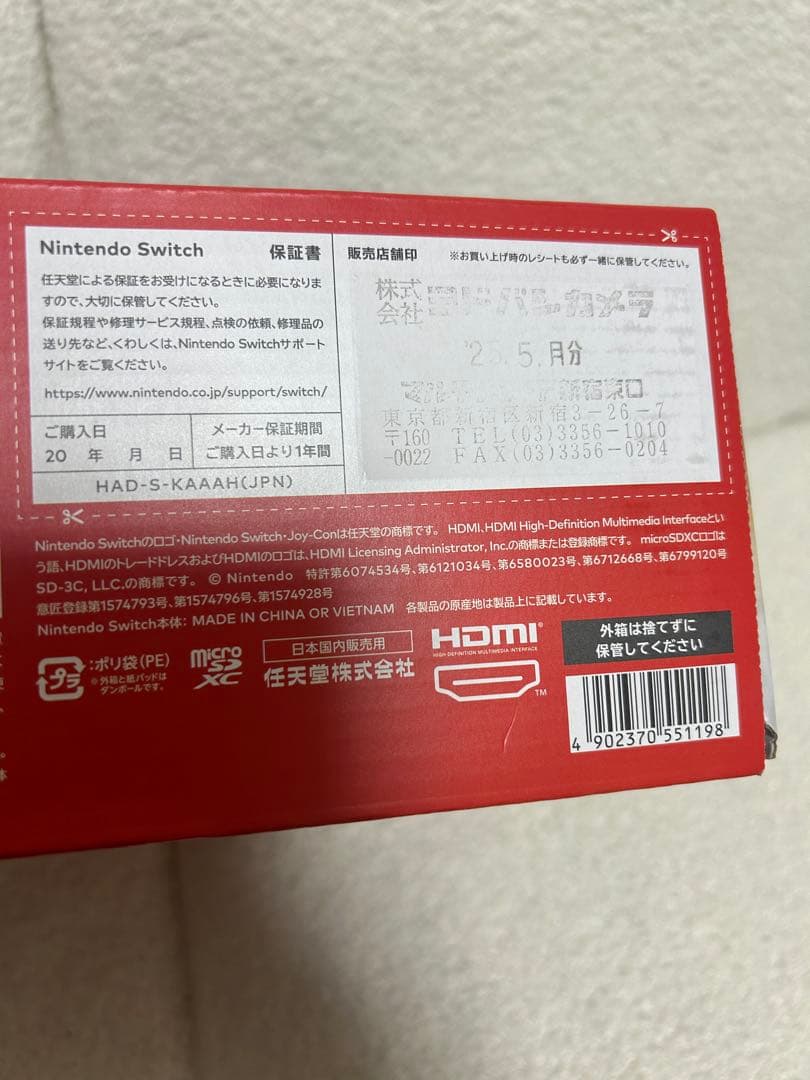 Nintendo Switch 保証書
任天堂による保証をお受けになるときに必要になりま
すので、大切に保管してください。
保証規程や修理サービス規程、点検の依頼、修理品の
送り先など、くわしくは、Nintendo Switchサポート
サイトをご覧ください。
https://www.nintendo.co.jp/support/switch/
ご購入日
20 年 月 日
メーカー保証期間
ご購入日より1年間
HAD-S-KAAAH(JPN)
販売店舗印 ※お買い上げ時のレシートも必ず一緒に保管してください。
株式会社 ヨドバシカメラ
'25.5.月分
新宿東口
東京都新宿区新宿3-26-7
〒160-0022 TEL(03)3356-1010
FAX(03)3356-0204
Nintendo Switchのロゴ・Nintendo Switch・Joy-Conは任天堂の商標です。 HDMI、HDMI High-Definition Multimedia Interfaceとい
う語、HDMIのトレードドレスおよびHDMIのロゴは、HDMI Licensing Administrator, Inc.の商標または登録商標です。 microSDXCロゴは
SD-3C, LLC.の商標です。 © Nintendo 特許第6074534号、第6121034号、第6580023号、第6712668号、第6799120号
意匠登録第1574793号、第1574796号、第1574928号
Nintendo Switch本体: MADE IN CHINA OR VIETNAM 各製品の原産地は製品上に記載しています。
プラ
:ポリ袋(PE)
※外箱と紙パッドは
ダンボールです。
micro SD XC
日本国内販売用
任天堂株式会社
HDMI®
HIGH-DEFINITION MULTIMEDIA INTERFACE
TM
外箱は捨てずに
保管してください
4 902370 551198